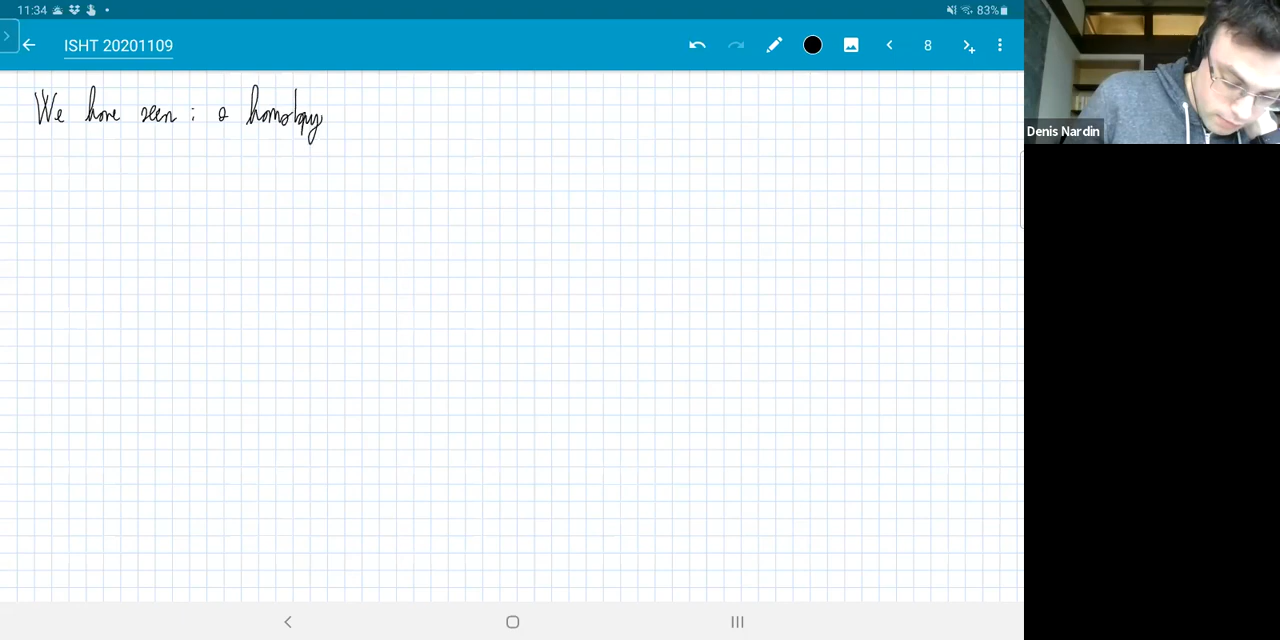 11:34
83%
ISHT 20201109
8
We have seen : a homotopy
Denis Nardin